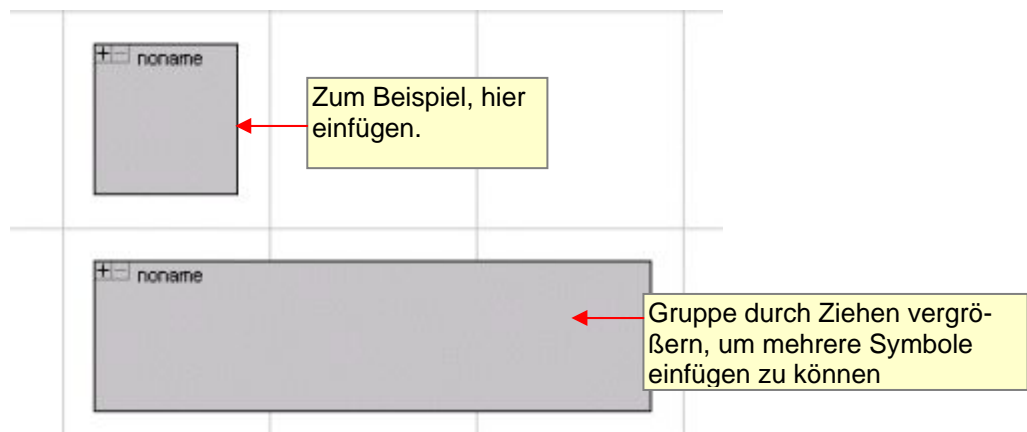 noname
Zum Beispiel, hier
einfügen.
noname
Gruppe durch Ziehen vergrö-
ßern, um mehrere Symbole
einfügen zu können